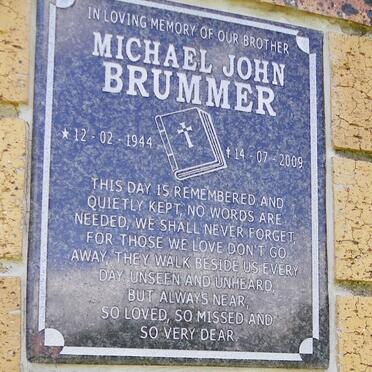 IN LOVING MEMORY OF OUR BROTHER
MICHAEL JOHN
BRUMMER
★ 12 - 02 - 1944 ✝ 14 - 07 - 2009
THIS DAY IS REMEMBERED AND
QUIETLY KEPT, NO WORDS ARE
NEEDED, WE SHALL NEVER FORGET,
FOR THOSE WE LOVE DON'T GO
AWAY, THEY WALK BESIDE US EVERY
DAY. UNSEEN AND UNHEARD,
BUT ALWAYS NEAR,
SO LOVED, SO MISSED AND
SO VERY DEAR.